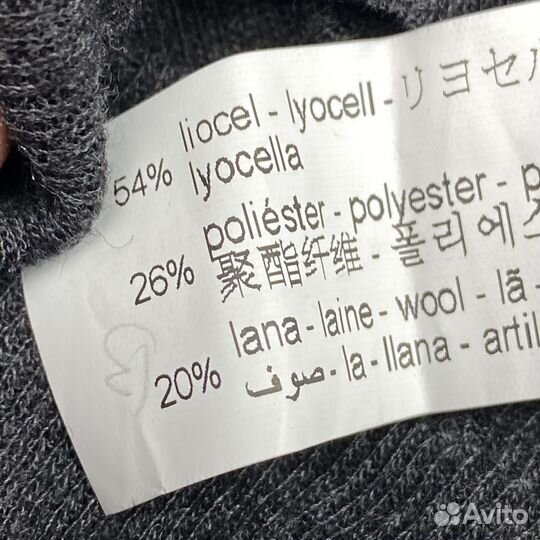 54% liocel - lyocell - リヨセル
lyocella
26% poliéster - polyester - p
聚酯纤维 - 폴리에스
20% lana - laine - wool - lã -
صوف - la - llana - artil
Avito